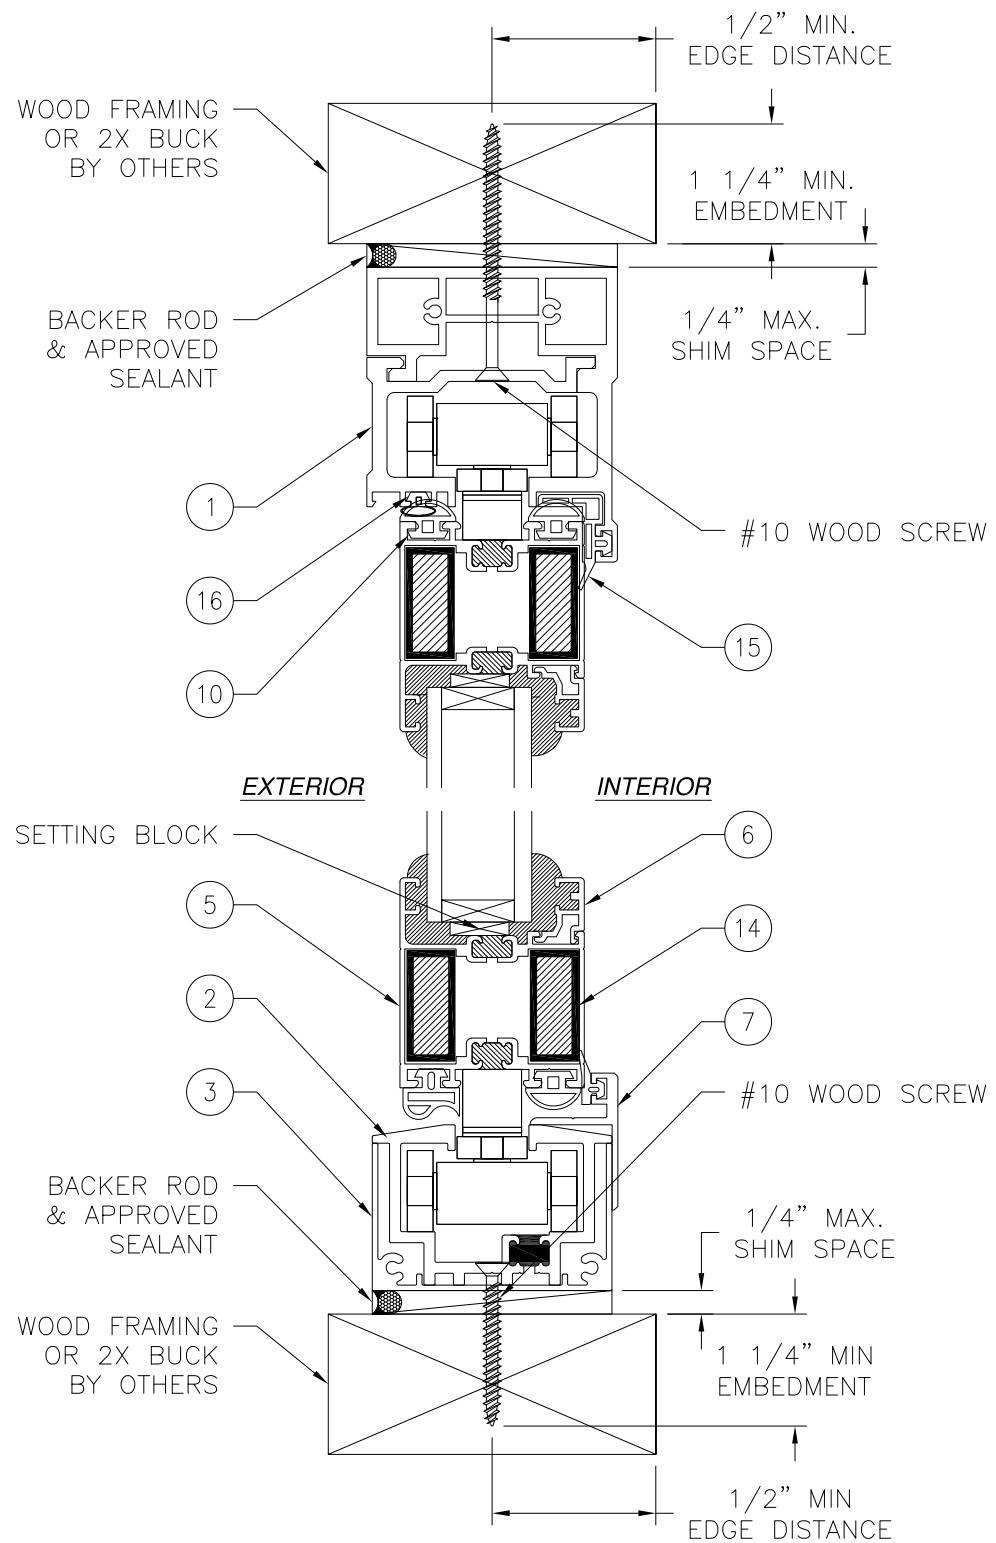 1/2” MIN.
EDGE DISTANCE
WOOD FRAMING
OR 2X BUCK
BY OTHERS
1 1/4” MIN.
EMBEDMENT
BACKER ROD
& APPROVED
SEALANT
1/4” MAX.
SHIM SPACE
1
#10 WOOD SCREW
16
15
10
EXTERIOR
INTERIOR
SETTING BLOCK
6
5
14
2
7
3
#10 WOOD SCREW
BACKER ROD
& APPROVED
SEALANT
1/4” MAX.
SHIM SPACE
WOOD FRAMING
OR 2X BUCK
BY OTHERS
1 1/4” MIN
EMBEDMENT
1/2” MIN
EDGE DISTANCE